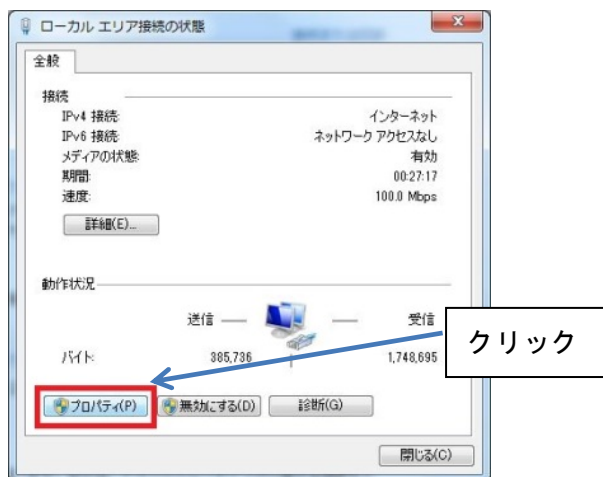 ローカル エリア接続の状態
全般
接続
IPv4 接続: インターネット
IPv6 接続: ネットワーク アクセスなし
メディアの状態: 有効
期間: 00:27:17
速度: 100.0 Mbps
詳細(E)...
動作状況
送信 受信
バイト: 385,736 1,748,695
クリック
プロパティ(P) 無効にする(D) 診断(G)
閉じる(C)